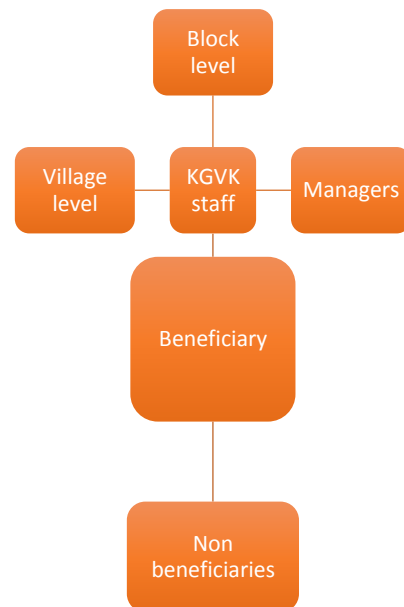 Block
level
Village
level
KGVK
staff
Managers
Beneficiary
Non
beneficiaries